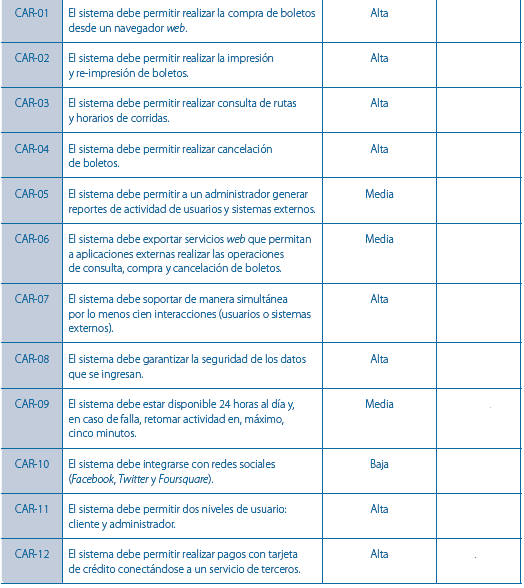 CAR-01 El sistema debe permitir realizar la compra de boletos Alta
desde un navegador web.
CAR-02 El sistema debe permitir realizar la impresión Alta
y re-impresión de boletos.
CAR-03 El sistema debe permitir realizar consulta de rutas Alta
y horarios de corridas.
CAR-04 El sistema debe permitir realizar cancelación Alta
de boletos.
CAR-05 El sistema debe permitir a un administrador generar Media
reportes de actividad de usuarios y sistemas externos.
CAR-06 El sistema debe exportar servicios web que permitan Media
a aplicaciones externas realizar las operaciones
de consulta, compra y cancelación de boletos.
CAR-07 El sistema debe soportar de manera simultánea Alta
por lo menos cien interacciones (usuarios o sistemas
externos).
CAR-08 El sistema debe garantizar la seguridad de los datos Alta
que se ingresan.
CAR-09 El sistema debe estar disponible 24 horas al día y, Media
en caso de falla, retomar actividad en, máximo,
cinco minutos.
CAR-10 El sistema debe integrarse con redes sociales Baja
(Facebook, Twitter y Foursquare).
CAR-11 El sistema debe permitir dos niveles de usuario: Alta
cliente y administrador.
CAR-12 El sistema debe permitir realizar pagos con tarjeta Alta
de crédito conectándose a un servicio de terceros.